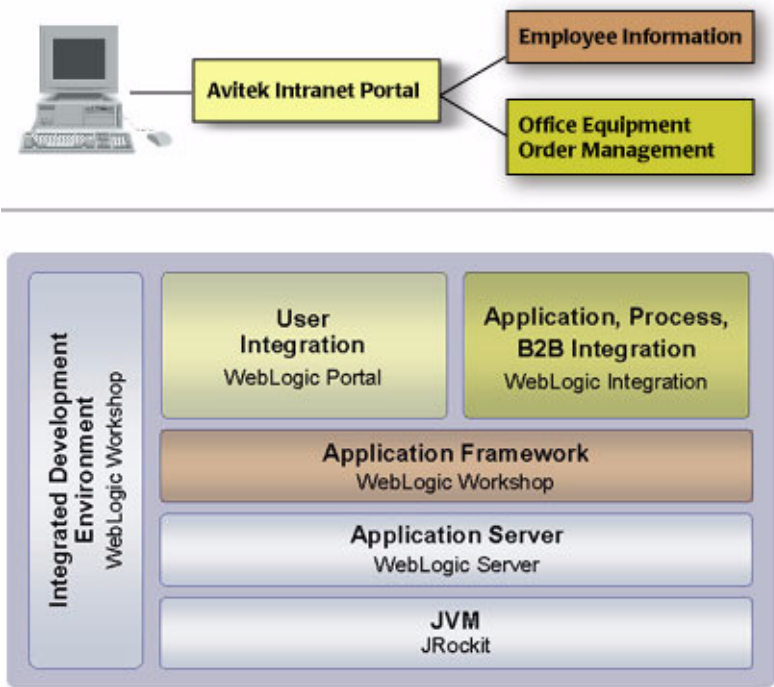 Employee Information
Avitek Intranet Portal
Office Equipment
Order Management
Integrated Development
Environment
WebLogic Workshop
User
Integration
WebLogic Portal
Application, Process,
B2B Integration
WebLogic Integration
Application Framework
WebLogic Workshop
Application Server
WebLogic Server
JVM
JRockit